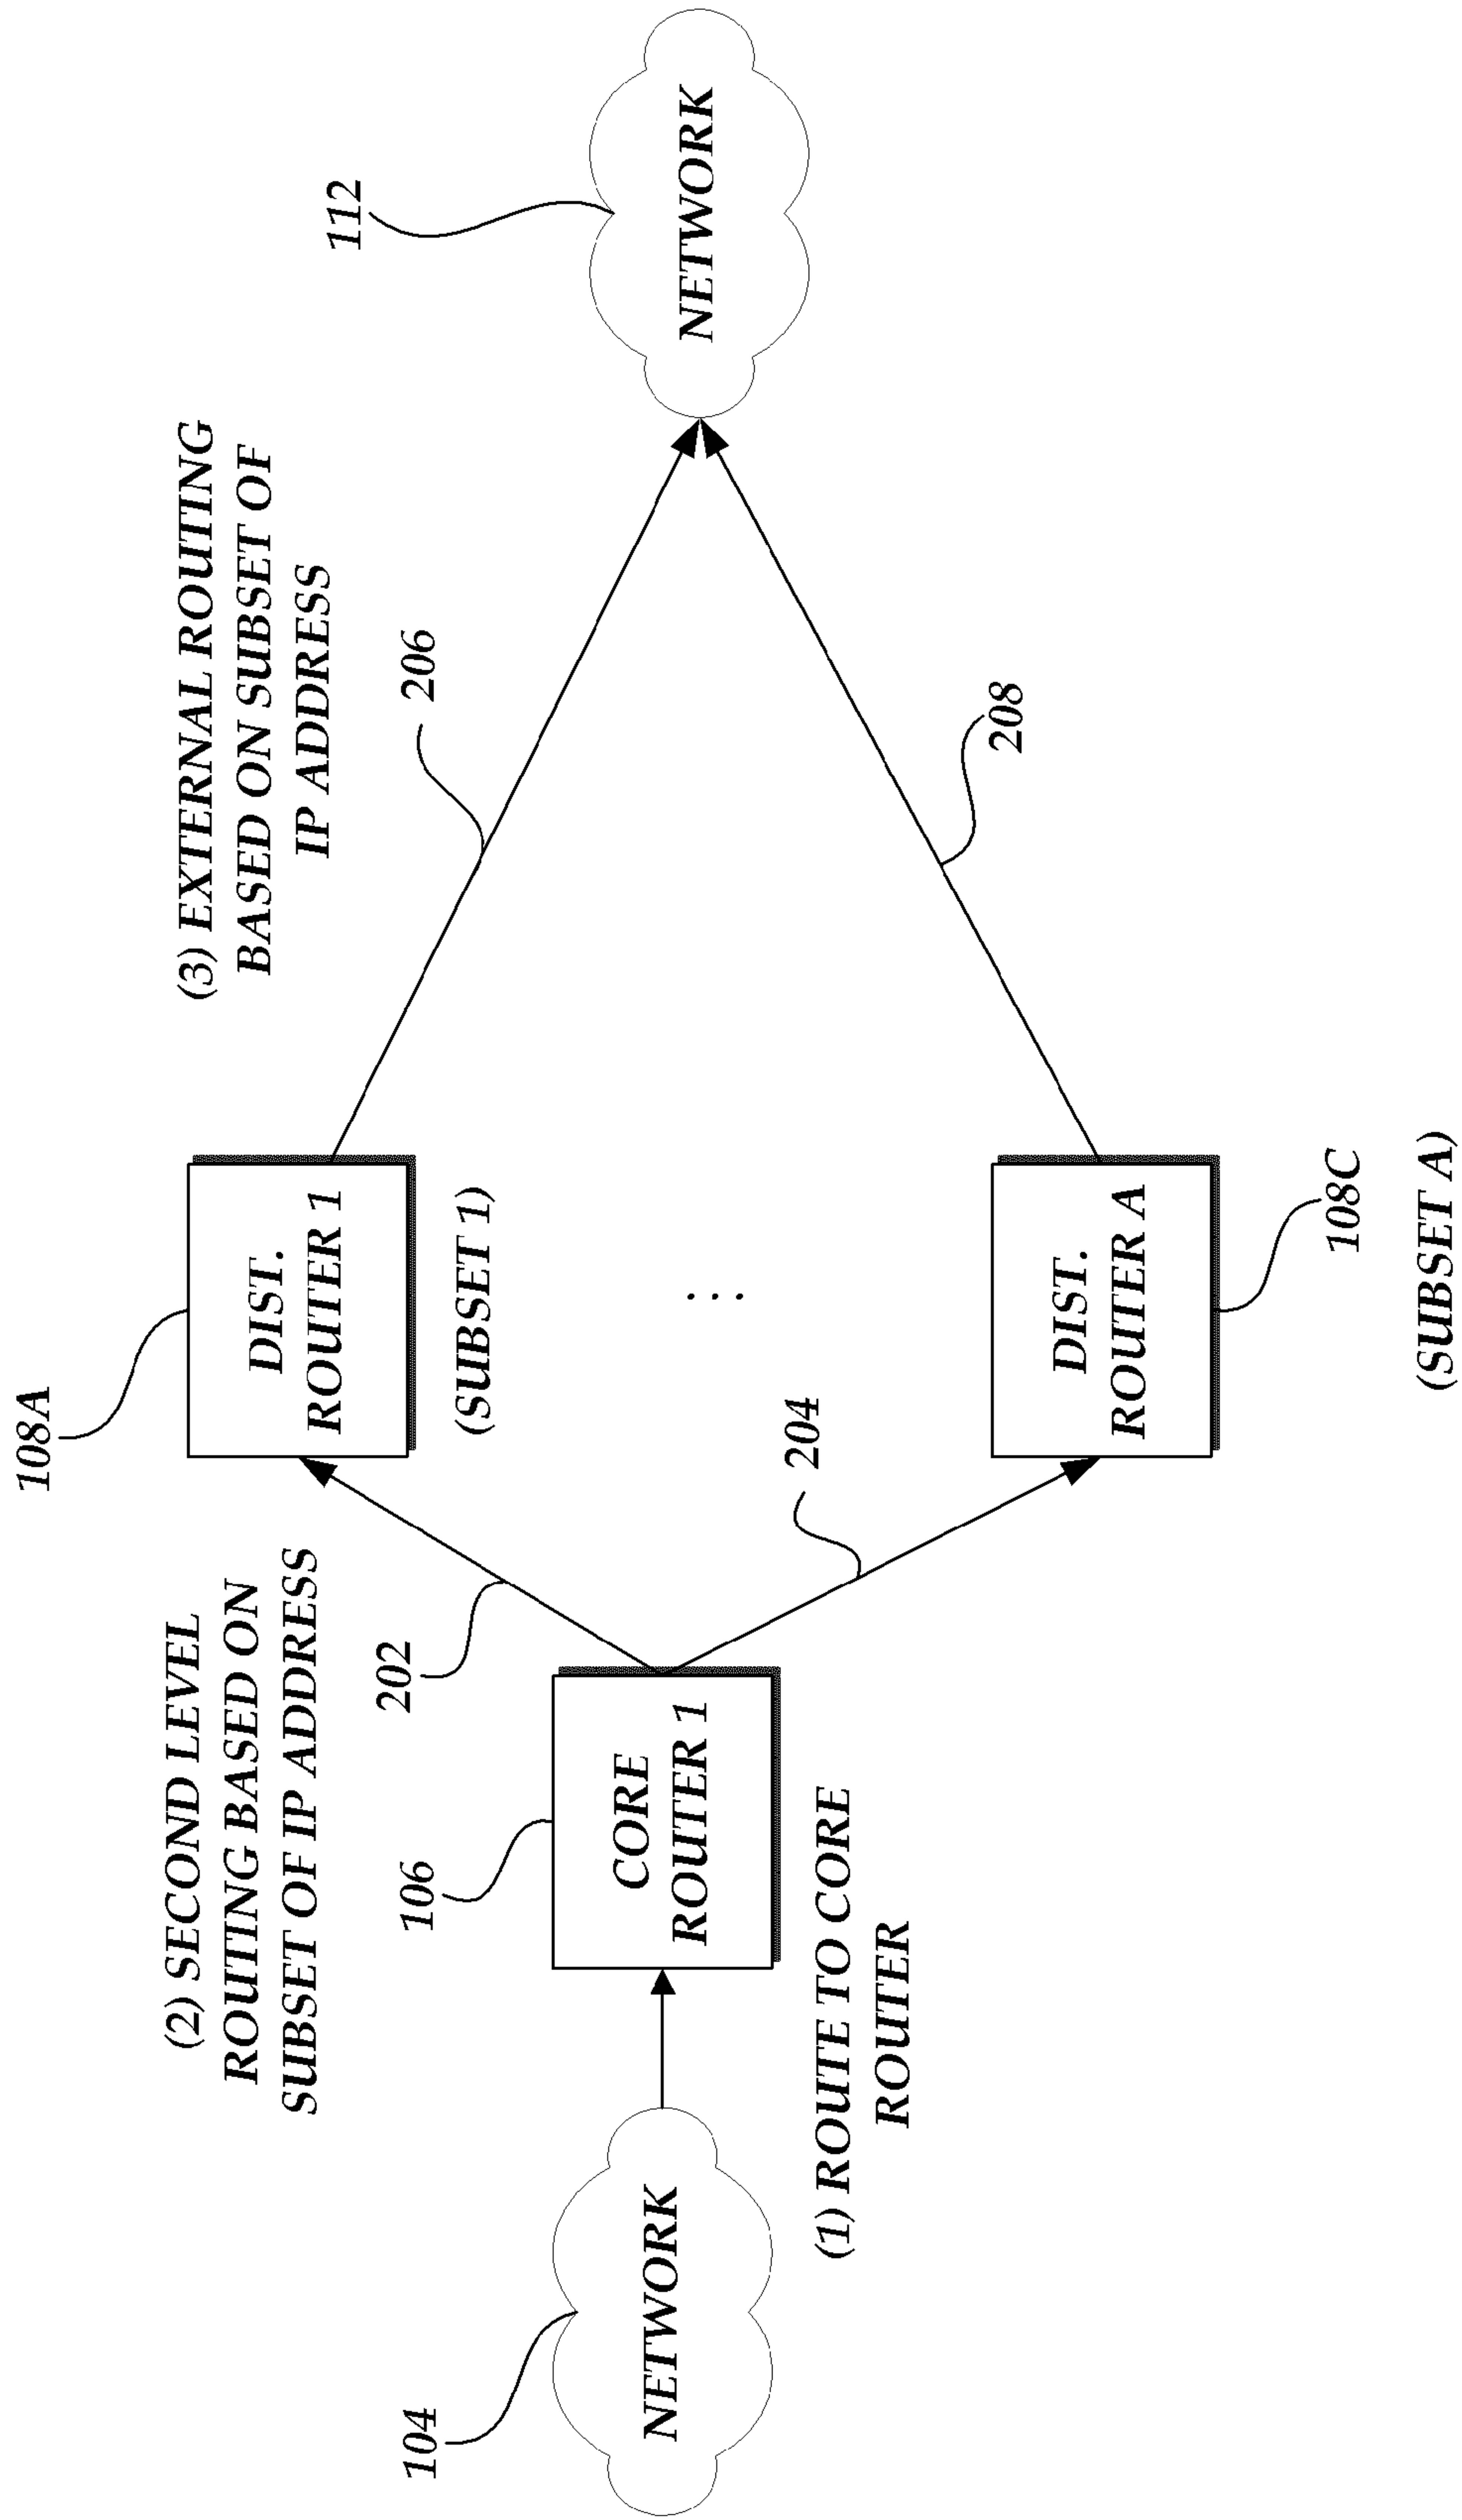 (2) SECOND LEVEL
ROUTING BASED ON
SUBSET OF IP ADDRESS
108A
(3) EXTERNAL ROUTING
BASED ON SUBSET OF
IP ADDRESS
112
104
106
202
DIST.
ROUTER 1
(SUBSET 1)
206
NETWORK
CORE
ROUTER 1
204
...
NETWORK
(1) ROUTE TO CORE
ROUTER
DIST.
ROUTER A
208
108C
(SUBSET A)